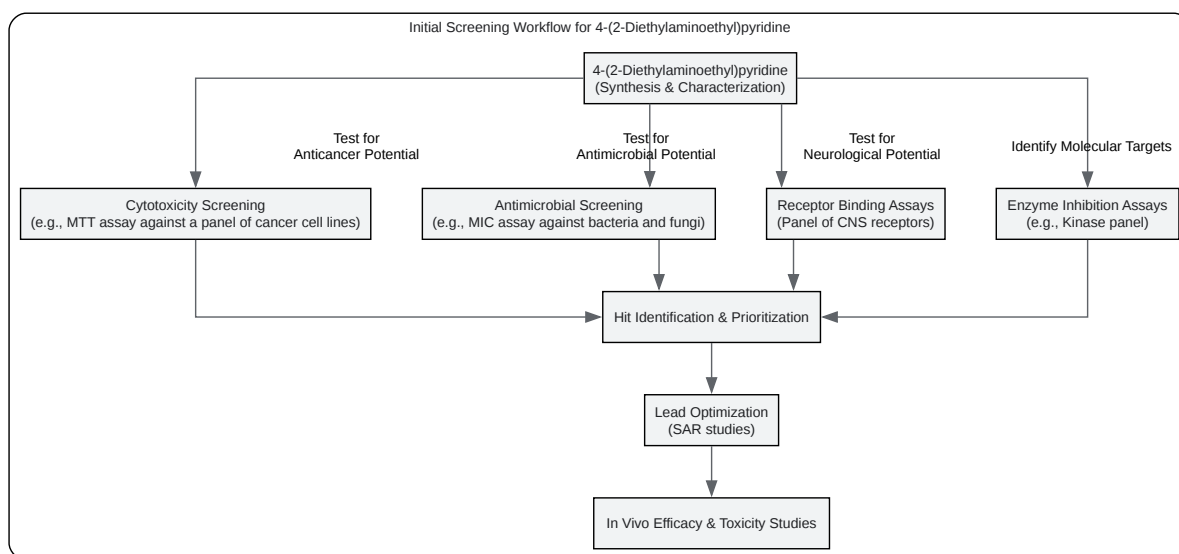 Initial Screening Workflow for 4-(2-Diethylaminoethyl)pyridine
4-(2-Diethylaminoethyl)pyridine
(Synthesis & Characterization)
Test for
Anticancer Potential
Test for
Antimicrobial Potential
Test for
Neurological Potential
Identify Molecular Targets
Cytotoxicity Screening
(e.g., MTT assay against a panel of cancer cell lines)
Antimicrobial Screening
(e.g., MIC assay against bacteria and fungi)
Receptor Binding Assays
(Panel of CNS receptors)
Enzyme Inhibition Assays
(e.g., Kinase panel)
Hit Identification & Prioritization
Lead Optimization
(SAR studies)
In Vivo Efficacy & Toxicity Studies